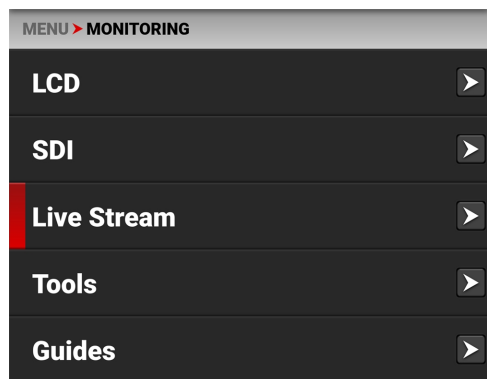 MENU > MONITORING
LCD
SDI
Live Stream
Tools
Guides